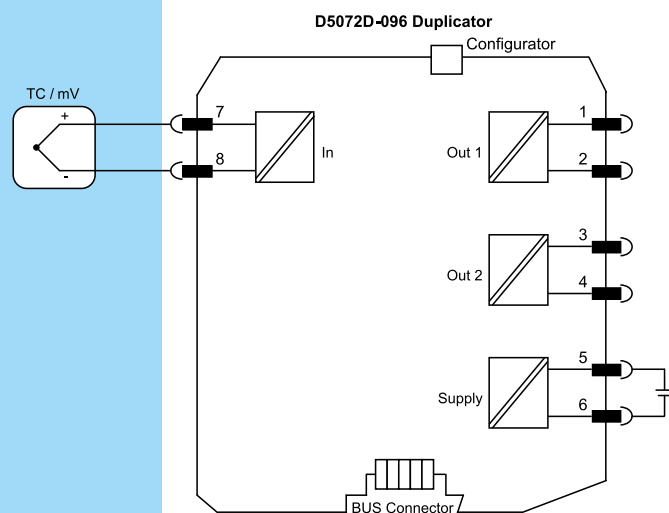 D5072D-096 Duplicator
Configurator
TC / mV
+
-
7
8
In
1
Out 1
2
3
Out 2
4
5
Supply
6
BUS Connector